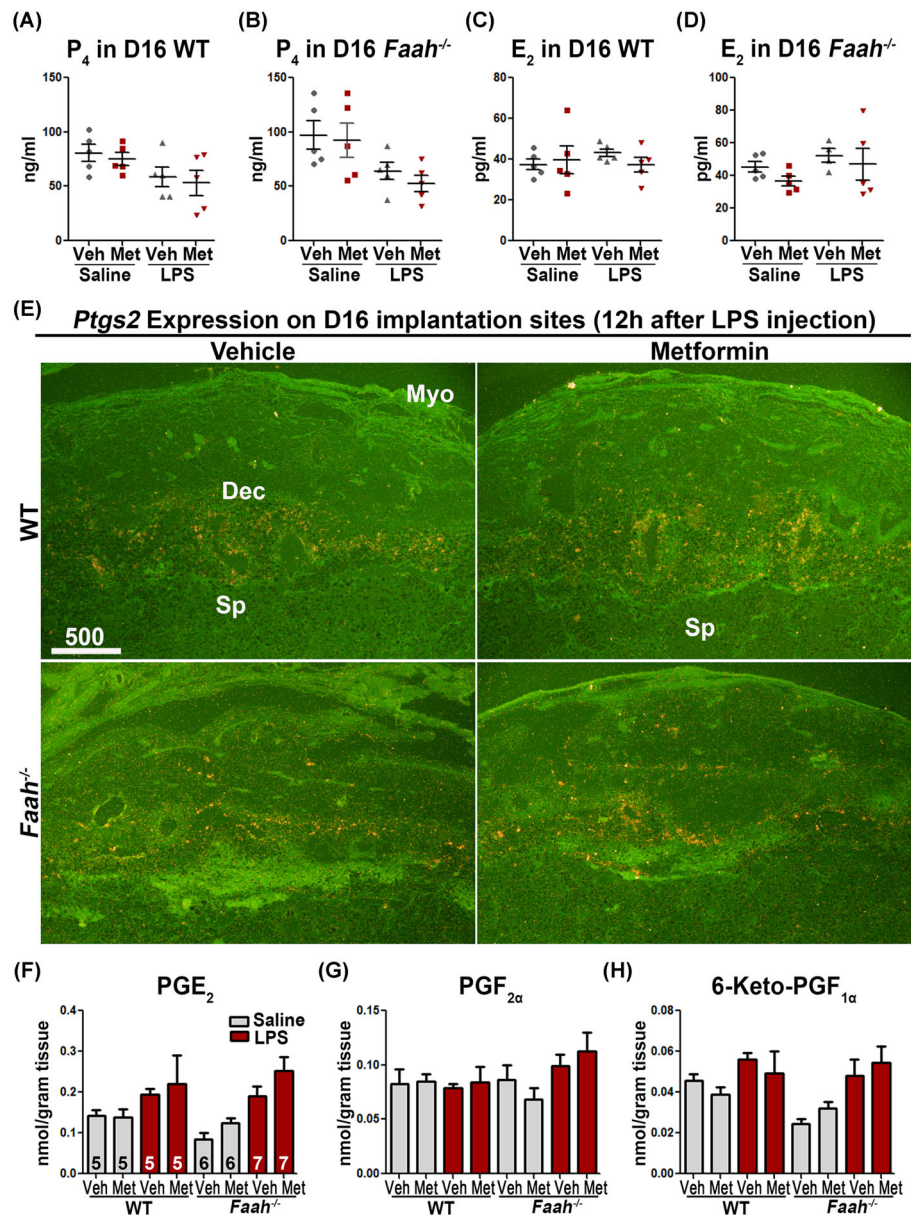 (A) (B) (C) (D)
P4 in D16 WT P4 in D16 Faah-/- E2 in D16 WT E2 in D16 Faah-/-
150 150 80 80
100 100 60 60
50 50 40 40
20 20
0 0 0 0
ng/ml ng/ml pg/ml pg/ml
Veh Met Veh Met Veh Met Veh Met Veh Met Veh Met Veh Met Veh Met
Saline LPS Saline LPS Saline LPS Saline LPS
(E)
Ptgs2 Expression on D16 implantation sites (12h after LPS injection)
Vehicle Metformin
WT
Myo
Dec
Sp
Sp
500
Faah-/-
(F) (G) (H)
PGE2 PGF2α 6-Keto-PGF1α
Saline
LPS
nmol/gram tissue nmol/gram tissue nmol/gram tissue
0.4 0.15 0.08
0.3 0.10 0.06
0.2 0.05 0.04
0.1 0.02
0.0 0.00 0.00
5 5 5 5 6 6 7 7
Veh Met Veh Met Veh Met Veh Met Veh Met Veh Met Veh Met Veh Met Veh Met Veh Met Veh Met Veh Met
WT Faah-/- WT Faah-/- WT Faah-/-